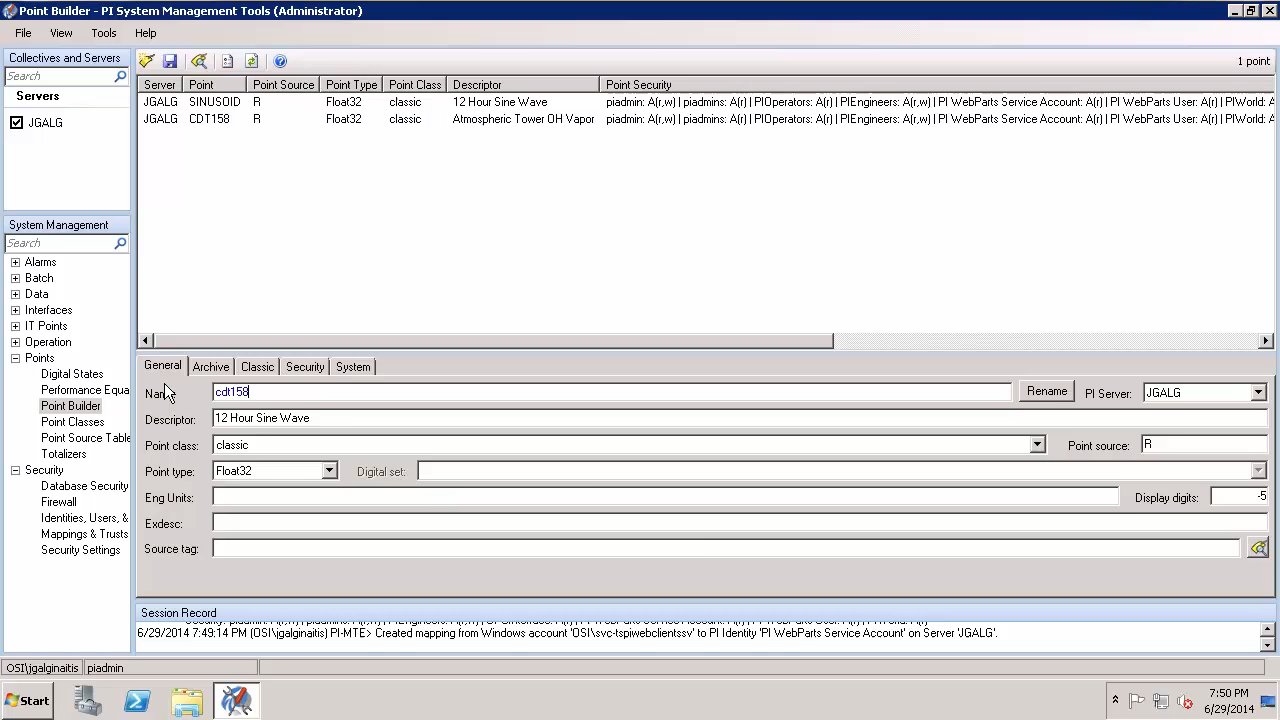 Point Builder - PI System Management Tools (Administrator)
File View Tools Help
Collectives and Servers
Search
Servers
JGALG
1 point
Server Point Point Source Point Type Point Class Descriptor Point Security
JGALG SINUSOID R Float32 classic 12 Hour Sine Wave piadmin: A(r,w) | piadmins: A(r) | PIOperators: A(r) | PIEngineers: A(r,w) | PI WebParts Service Account: A(r) | PI WebParts User: A(r) | PIWorld: A
JGALG CDT158 R Float32 classic Atmospheric Tower OH Vapor piadmin: A(r,w) | piadmins: A(r) | PIOperators: A(r) | PIEngineers: A(r,w) | PI WebParts Service Account: A(r) | PI WebParts User: A(r) | PIWorld: A
System Management
Search
Alarms
Batch
Data
Interfaces
IT Points
Operation
Points
Digital States
Performance Equa
Point Builder
Point Classes
Point Source Table
Totalizers
Security
Database Security
Firewall
Identities, Users, &
Mappings & Trusts
Security Settings
General Archive Classic Security System
cdt158 Rename PI Server: JGALG
Descriptor: 12 Hour Sine Wave
Point class: classic Point source: R
Point type: Float32 Digital set:
Eng Units: Display digits: -5
Exdesc:
Source tag:
Session Record
6/29/2014 7:49:14 PM (OSI\jgalginaitis) PI-MTE> Created mapping from Windows account 'OSI\svc-tspiwebclientssv' to PI Identity 'PI WebParts Service Account' on Server 'JGALG'.
OSI\jgalginaitis piadmin
Start
7:50 PM
6/29/2014